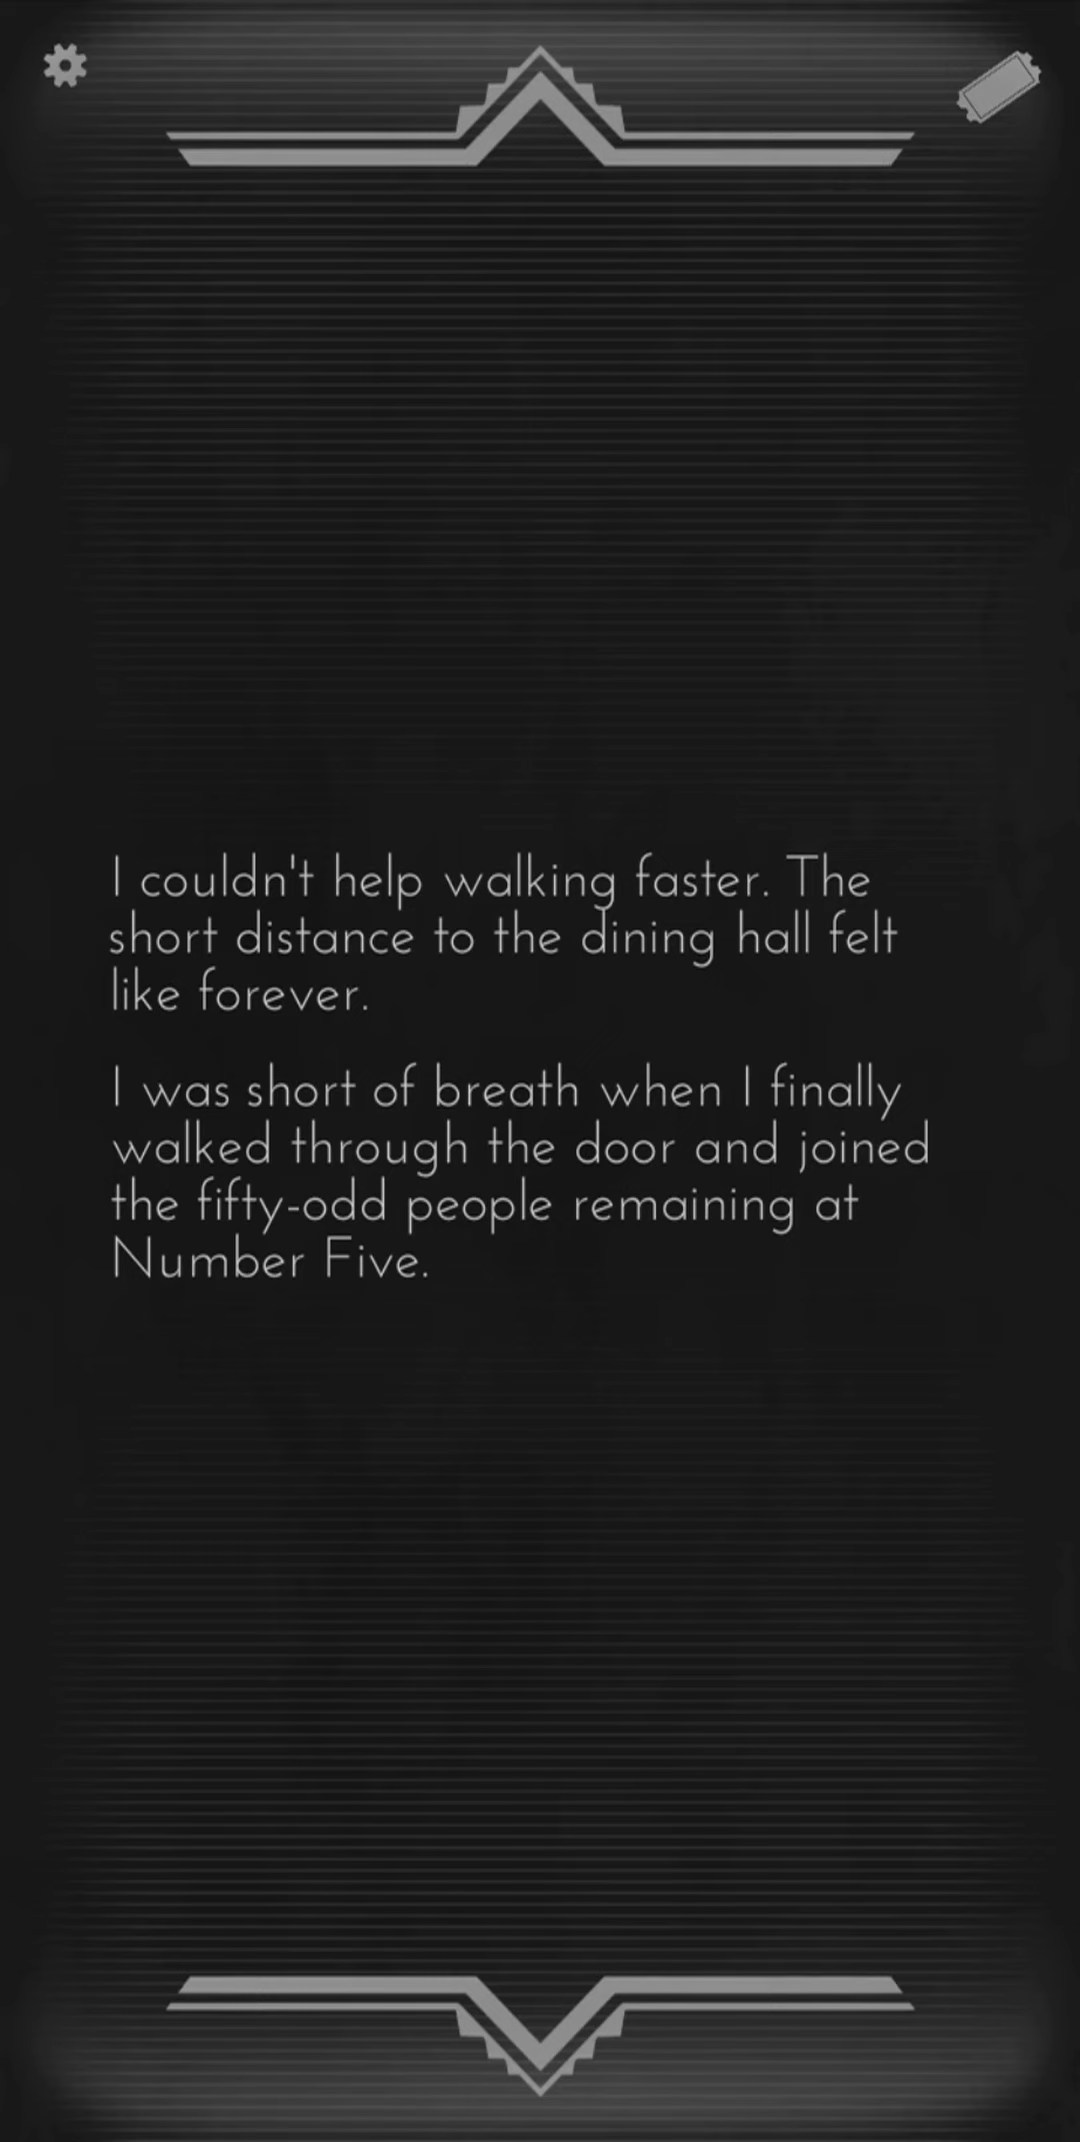 I couldn't help walking faster. The
short distance to the dining hall felt
like forever.
I was short of breath when I finally
walked through the door and joined
the fifty-odd people remaining at
Number Five.